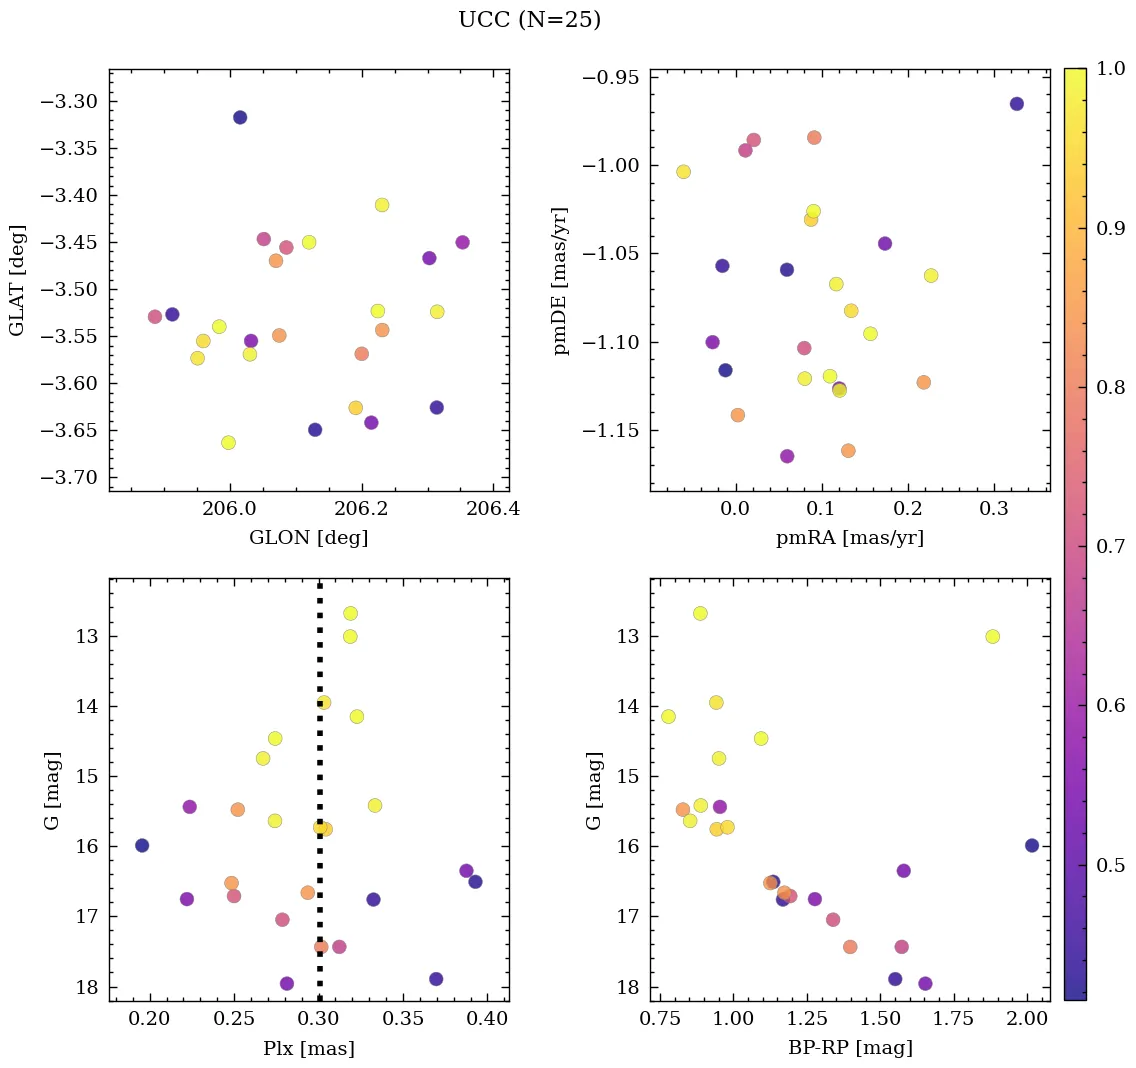 UCC (N=25)
−3.30
−3.35
−3.40
−3.45
−3.50
−3.55
−3.60
−3.65
−3.70
GLAT [deg]
206.0 206.2 206.4
GLON [deg]
−0.95
−1.00
−1.05
−1.10
−1.15
pmDE [mas/yr]
0.0 0.1 0.2 0.3
pmRA [mas/yr]
13
14
15
16
17
18
G [mag]
0.20 0.25 0.30 0.35 0.40
Plx [mas]
13
14
15
16
17
18
G [mag]
0.75 1.00 1.25 1.50 1.75 2.00
BP-RP [mag]
1.0
0.9
0.8
0.7
0.6
0.5